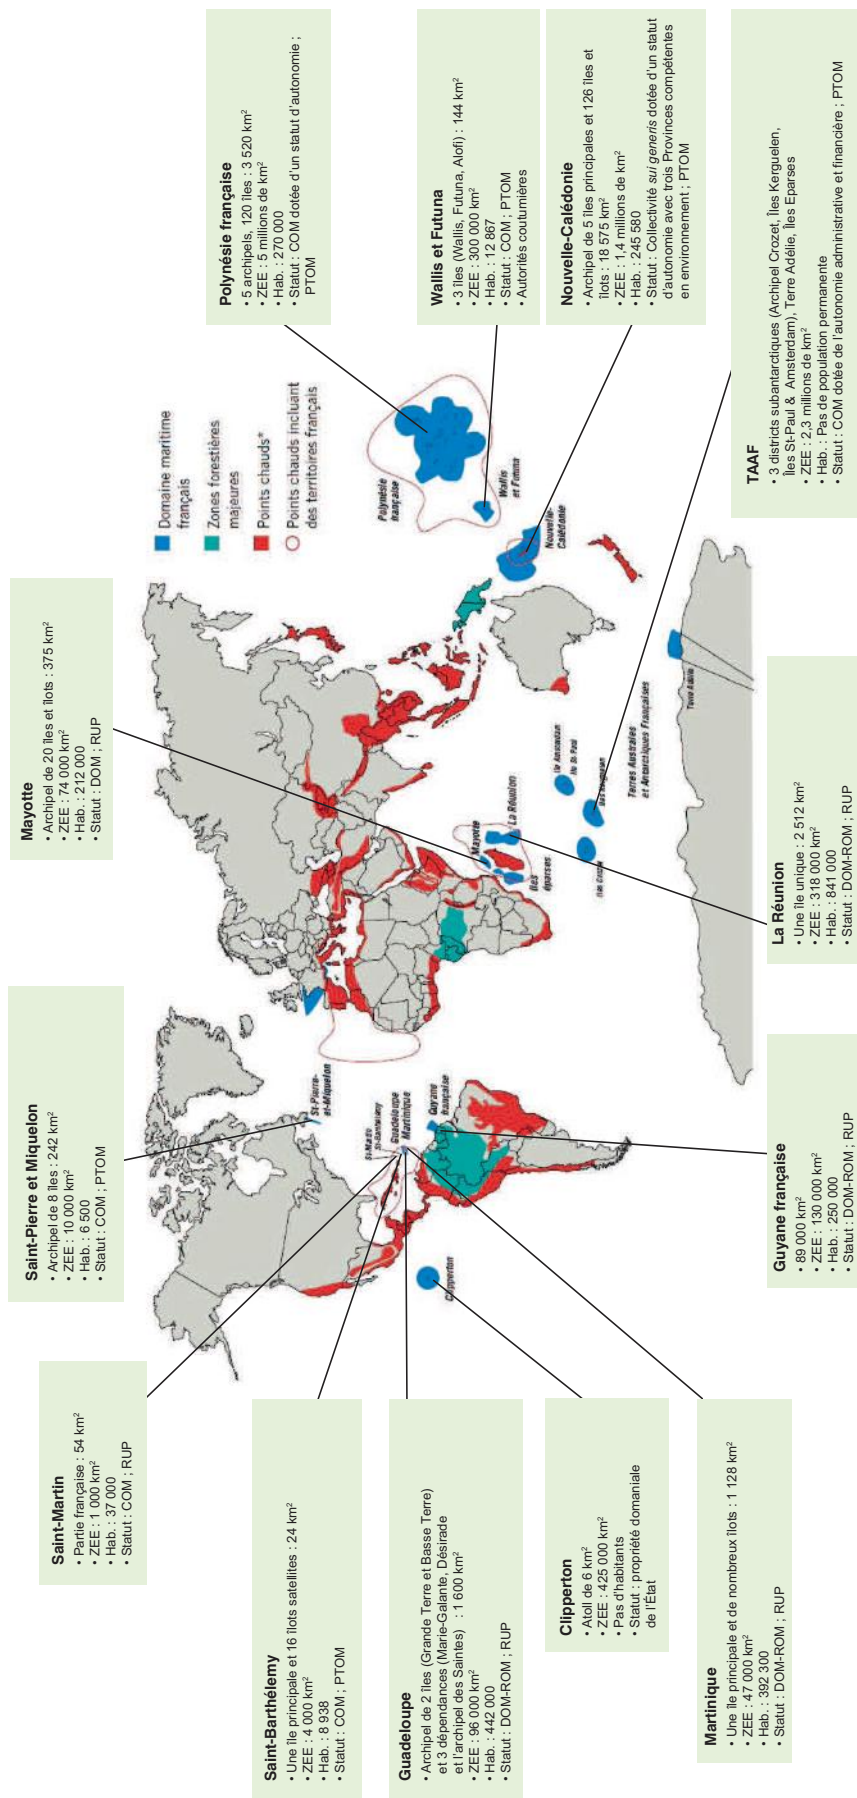 Saint-Martin
• Partie française : 54 km²
• ZEE : 1 000 km²
• Hab. : 37 000
• Statut : COM ; RUP
Saint-Pierre et Miquelon
• Archipel de 8 îles : 242 km²
• ZEE : 10 000 km²
• Hab. : 6 500
• Statut : COM ; PTOM
Mayotte
• Archipel de 20 îles et îlots : 375 km²
• ZEE : 74 000 km²
• Hab. : 212 000
• Statut : DOM ; RUP
Polynésie française
• 5 archipels, 120 îles : 3 520 km²
• ZEE : 5 millions de km²
• Hab. : 270 000
• Statut : COM dotée d'un statut d'autonomie ;
PTOM
Wallis et Futuna
• 3 îles (Wallis, Futuna, Alofi) : 144 km²
• ZEE : 300 000 km²
• Hab. : 12 867
• Statut : COM ; PTOM
• Autorités coutumières
Nouvelle-Calédonie
• Archipel de 5 îles principales et 126 îles et
îlots : 18 575 km²
• ZEE : 1,4 millions de km²
• Hab. : 245 580
• Statut : Collectivité sui generis dotée d'un statut
d'autonomie avec trois Provinces compétentes
en environnement ; PTOM
TAAF
• 3 districts subantarctiques (Archipel Crozet, Îles Kerguelen,
Îles St-Paul & Amsterdam), Terre Adélie, Îles Eparses
• ZEE : 2,3 millions de km²
• Hab. : Pas de population permanente
• Statut : COM dotée de l'autonomie administrative et financière ; PTOM
La Réunion
• Une île unique : 2 512 km²
• ZEE : 318 000 km²
• Hab. : 841 000
• Statut : DOM-ROM ; RUP
Guyane française
• 89 000 km²
• ZEE : 130 000 km²
• Hab. : 250 000
• Statut : DOM-ROM ; RUP
Saint-Barthélemy
• Une île principale et 16 îlots satellites : 24 km²
• ZEE : 4 000 km²
• Hab. : 8 938
• Statut : COM ; PTOM
Guadeloupe
• Archipel de 2 îles (Grande Terre et Basse Terre)
et 3 dépendances (Marie-Galante, Désirade
et l'archipel des Saintes) : 1 600 km²
• ZEE : 96 000 km²
• Hab. : 442 000
• Statut : DOM-ROM ; RUP
Clipperton
• Atoll de 6 km²
• ZEE : 425 000 km²
• Pas d'habitants
• Statut : propriété domaniale
de l'État
Martinique
• Une île principale et de nombreux îlots : 1 128 km²
• ZEE : 47 000 km²
• Hab. : 392 300
• Statut : DOM-ROM ; RUP
Domaine maritime
français
Zones forestières
majeures
Points chauds*
Points chauds incluant
des territoires français
St-Pierre-
et-Miquelon
St-Martin
St-Barthélemy
Guadeloupe
Martinique
Guyane
française
Clipperton
Mayotte
La Réunion
Iles
éparses
Ile Amsterdam
Ile St-Paul
Iles Kerguelen
Iles Crozet
Terres Australes
et Antarctiques Françaises
Terre Adélie
Polynésie
française
Wallis
et Futuna
Nouvelle-
Calédonie